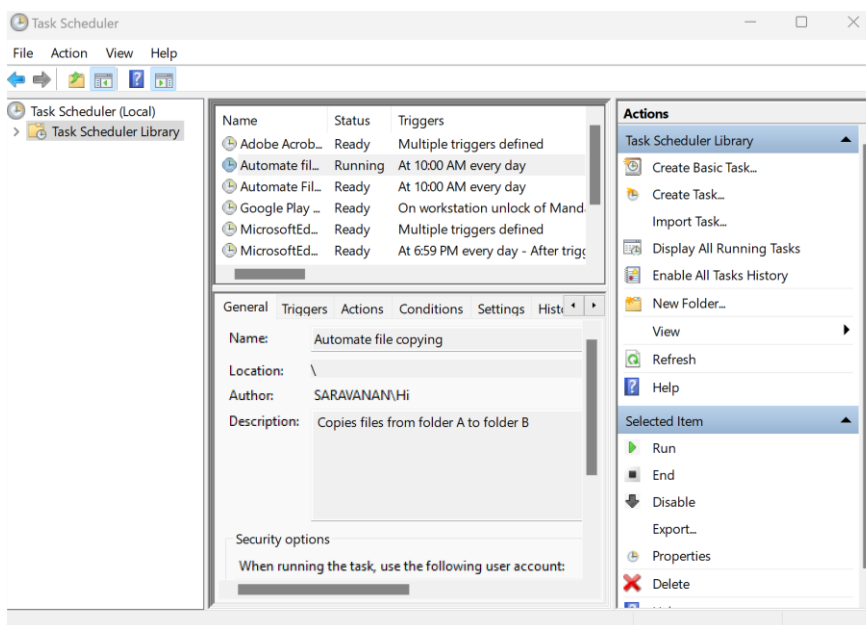 Task Scheduler
File Action View Help
Task Scheduler (Local)
Task Scheduler Library
Name Status Triggers
Adobe Acrob... Ready Multiple triggers defined
Automate fil... Running At 10:00 AM every day
Automate Fil... Ready At 10:00 AM every day
Google Play ... Ready On workstation unlock of Mand
MicrosoftEd... Ready Multiple triggers defined
MicrosoftEd... Ready At 6:59 PM every day - After trigg
General Triggers Actions Conditions Settings Histo
Name: Automate file copying
Location: \
Author: SARAVANAN\Hi
Description: Copies files from folder A to folder B
Security options
When running the task, use the following user account:
Actions
Task Scheduler Library
Create Basic Task...
Create Task...
Import Task...
Display All Running Tasks
Enable All Tasks History
New Folder...
View
Refresh
Help
Selected Item
Run
End
Disable
Export...
Properties
Delete